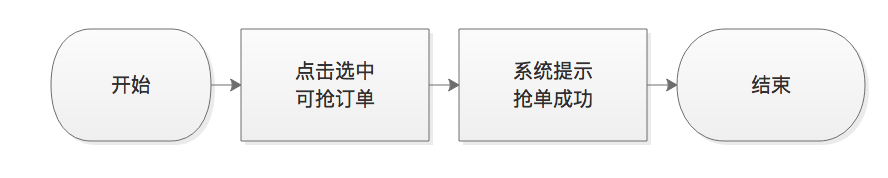 开始
点击选中
可抢订单
系统提示
抢单成功
结束